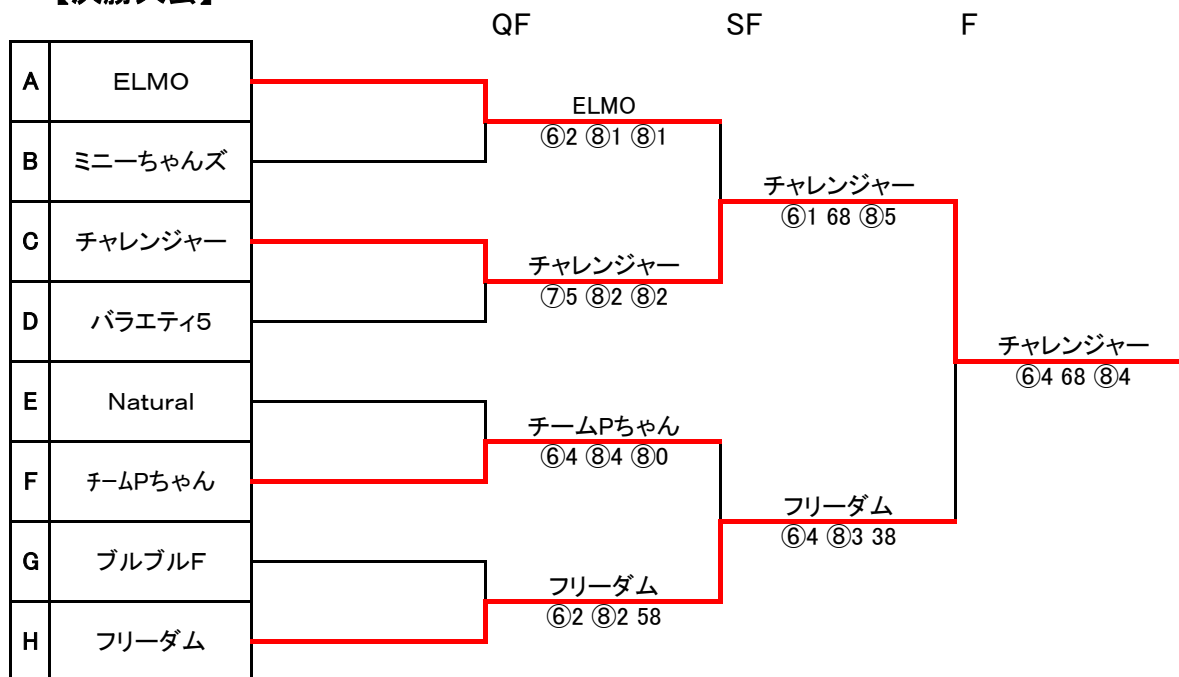 【決勝大会】
QF SF F
A ELMO
B ミニーちゃんズ
C チャレンジャー
D バラエティ5
E Natural
F チームPちゃん
G ブルブルF
H フリーダム
ELMO
⑥2 ⑧1 ⑧1
チャレンジャー
⑦5 ⑧2 ⑧2
チームPちゃん
⑥4 ⑧4 ⑧0
フリーダム
⑥2 ⑧2 58
チャレンジャー
⑥1 68 ⑧5
フリーダム
⑥4 ⑧3 38
チャレンジャー
⑥4 68 ⑧4